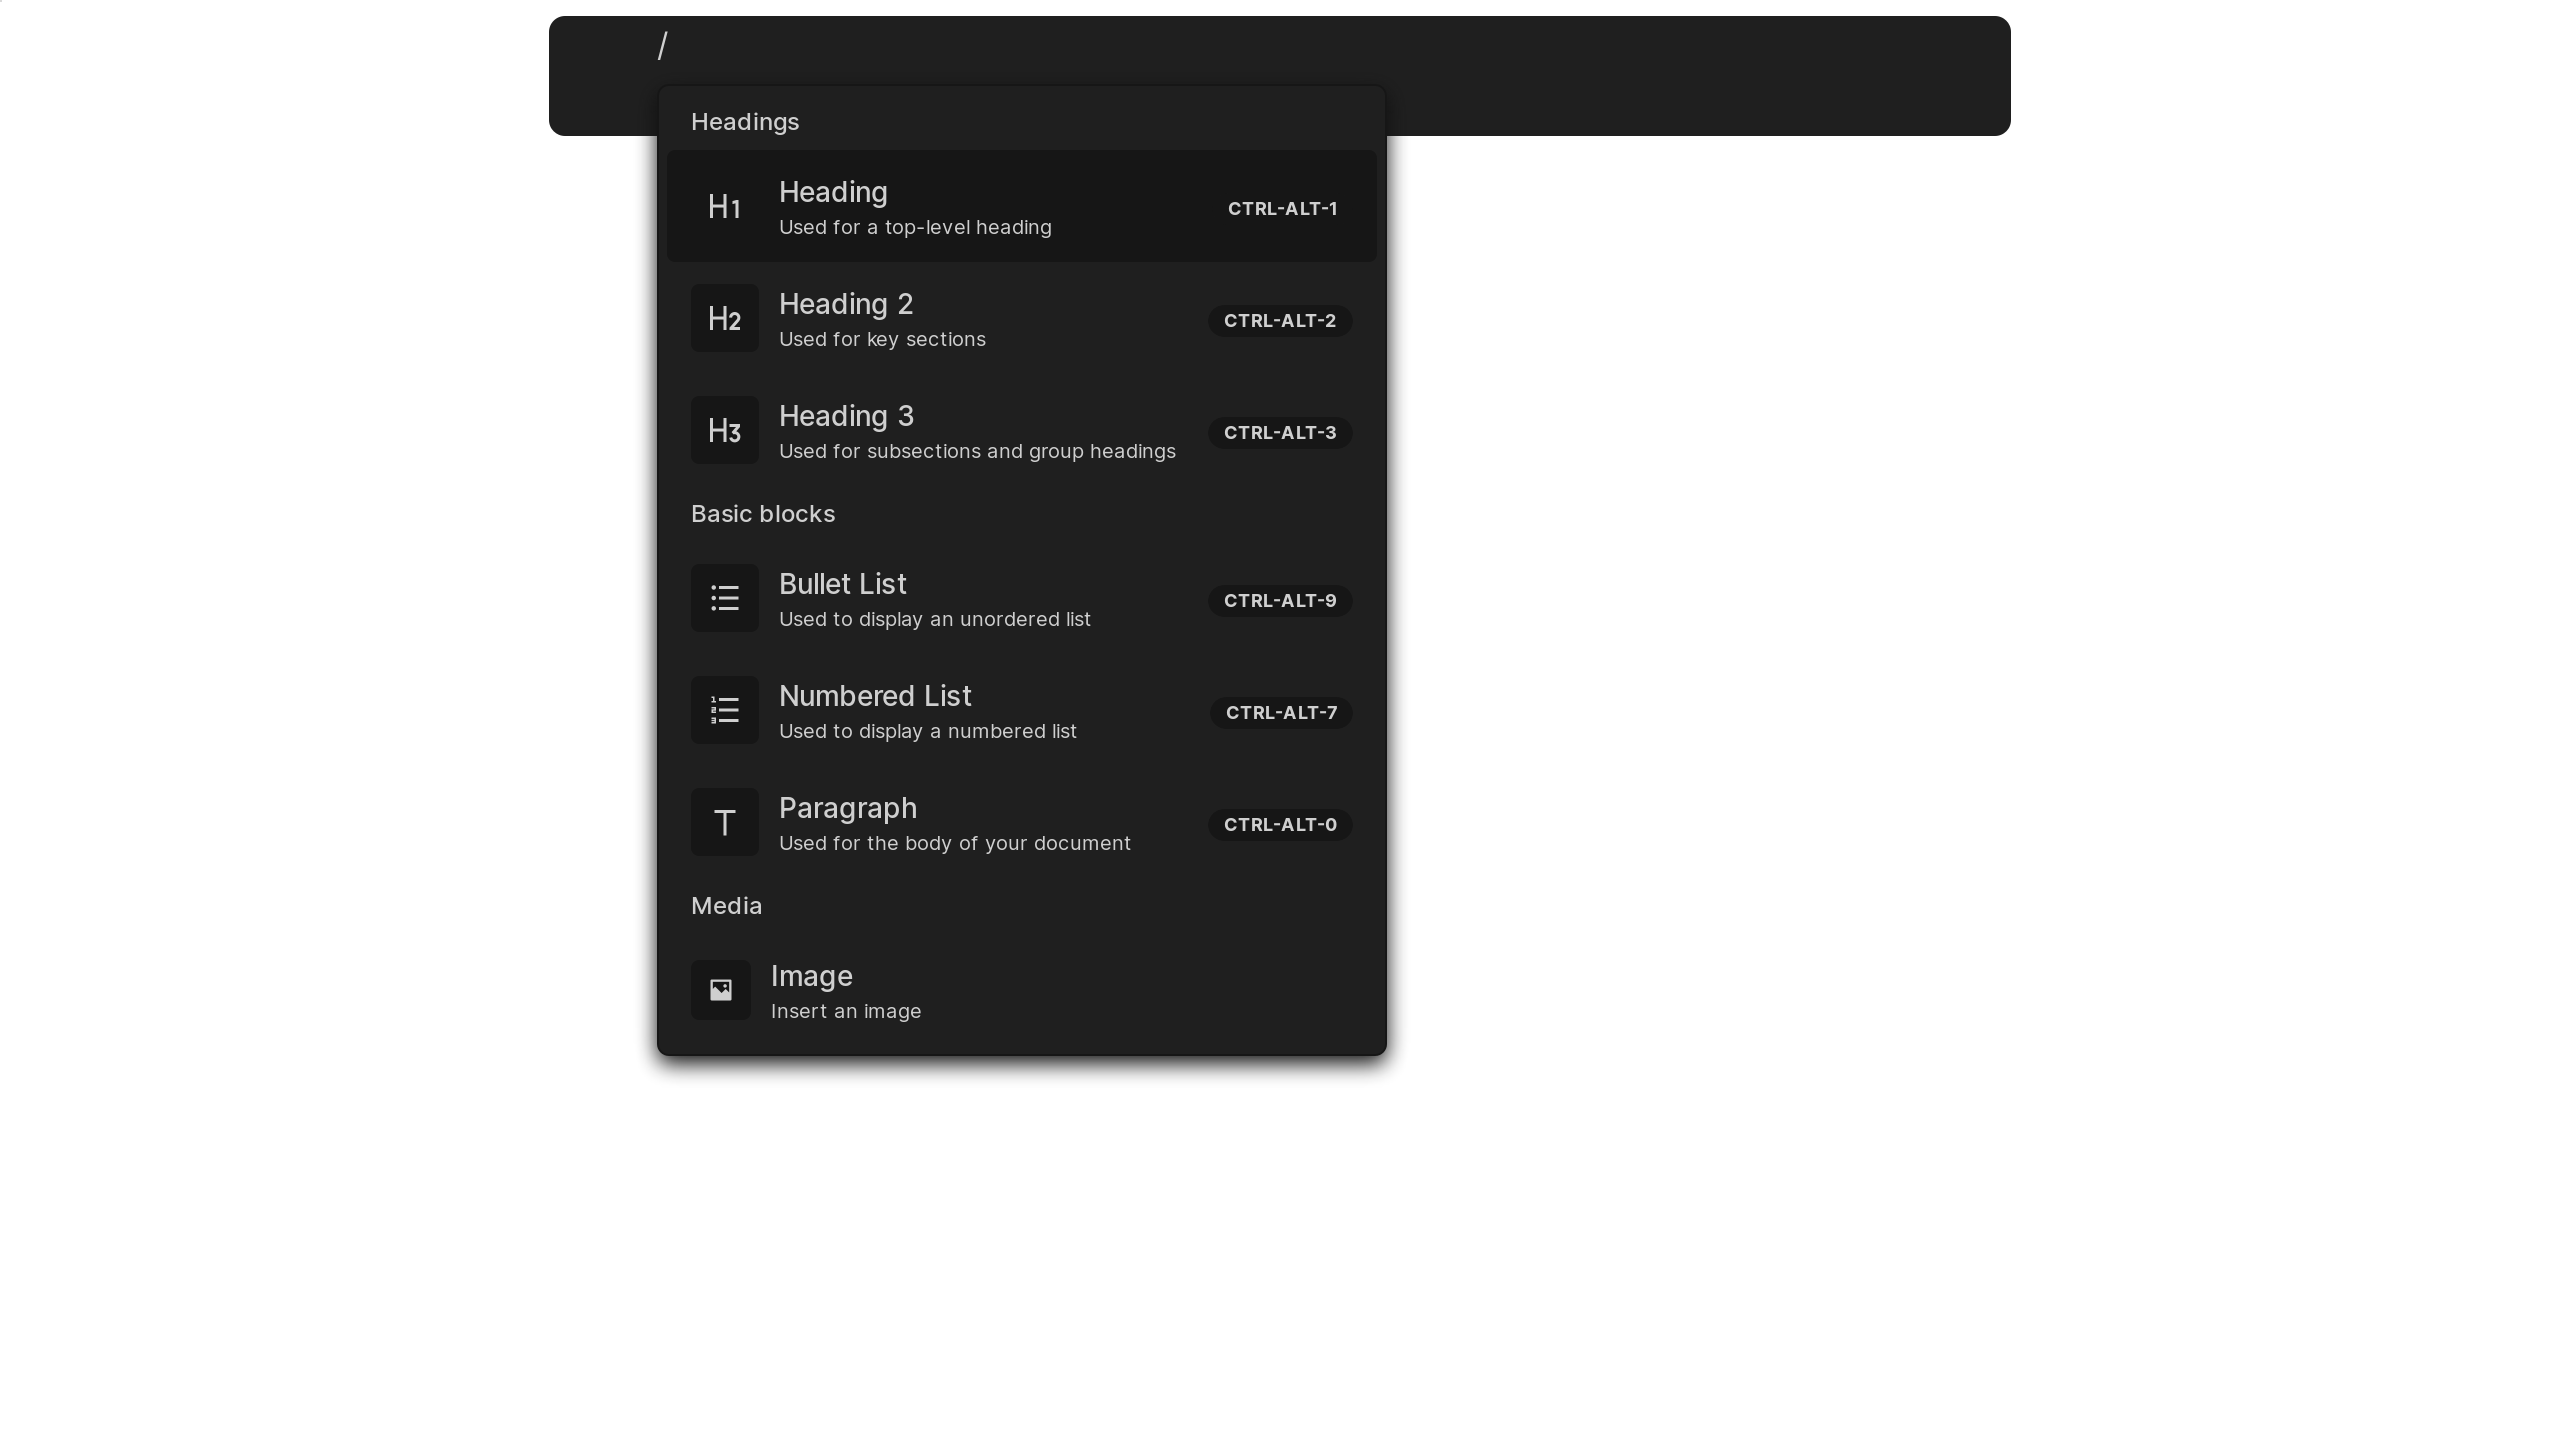 /
Headings
H1 Heading CTRL-ALT-1
Used for a top-level heading
H2 Heading 2 CTRL-ALT-2
Used for key sections
H3 Heading 3 CTRL-ALT-3
Used for subsections and group headings
Basic blocks
Bullet List CTRL-ALT-9
Used to display an unordered list
Numbered List CTRL-ALT-7
Used to display a numbered list
T Paragraph CTRL-ALT-0
Used for the body of your document
Media
Image
Insert an image